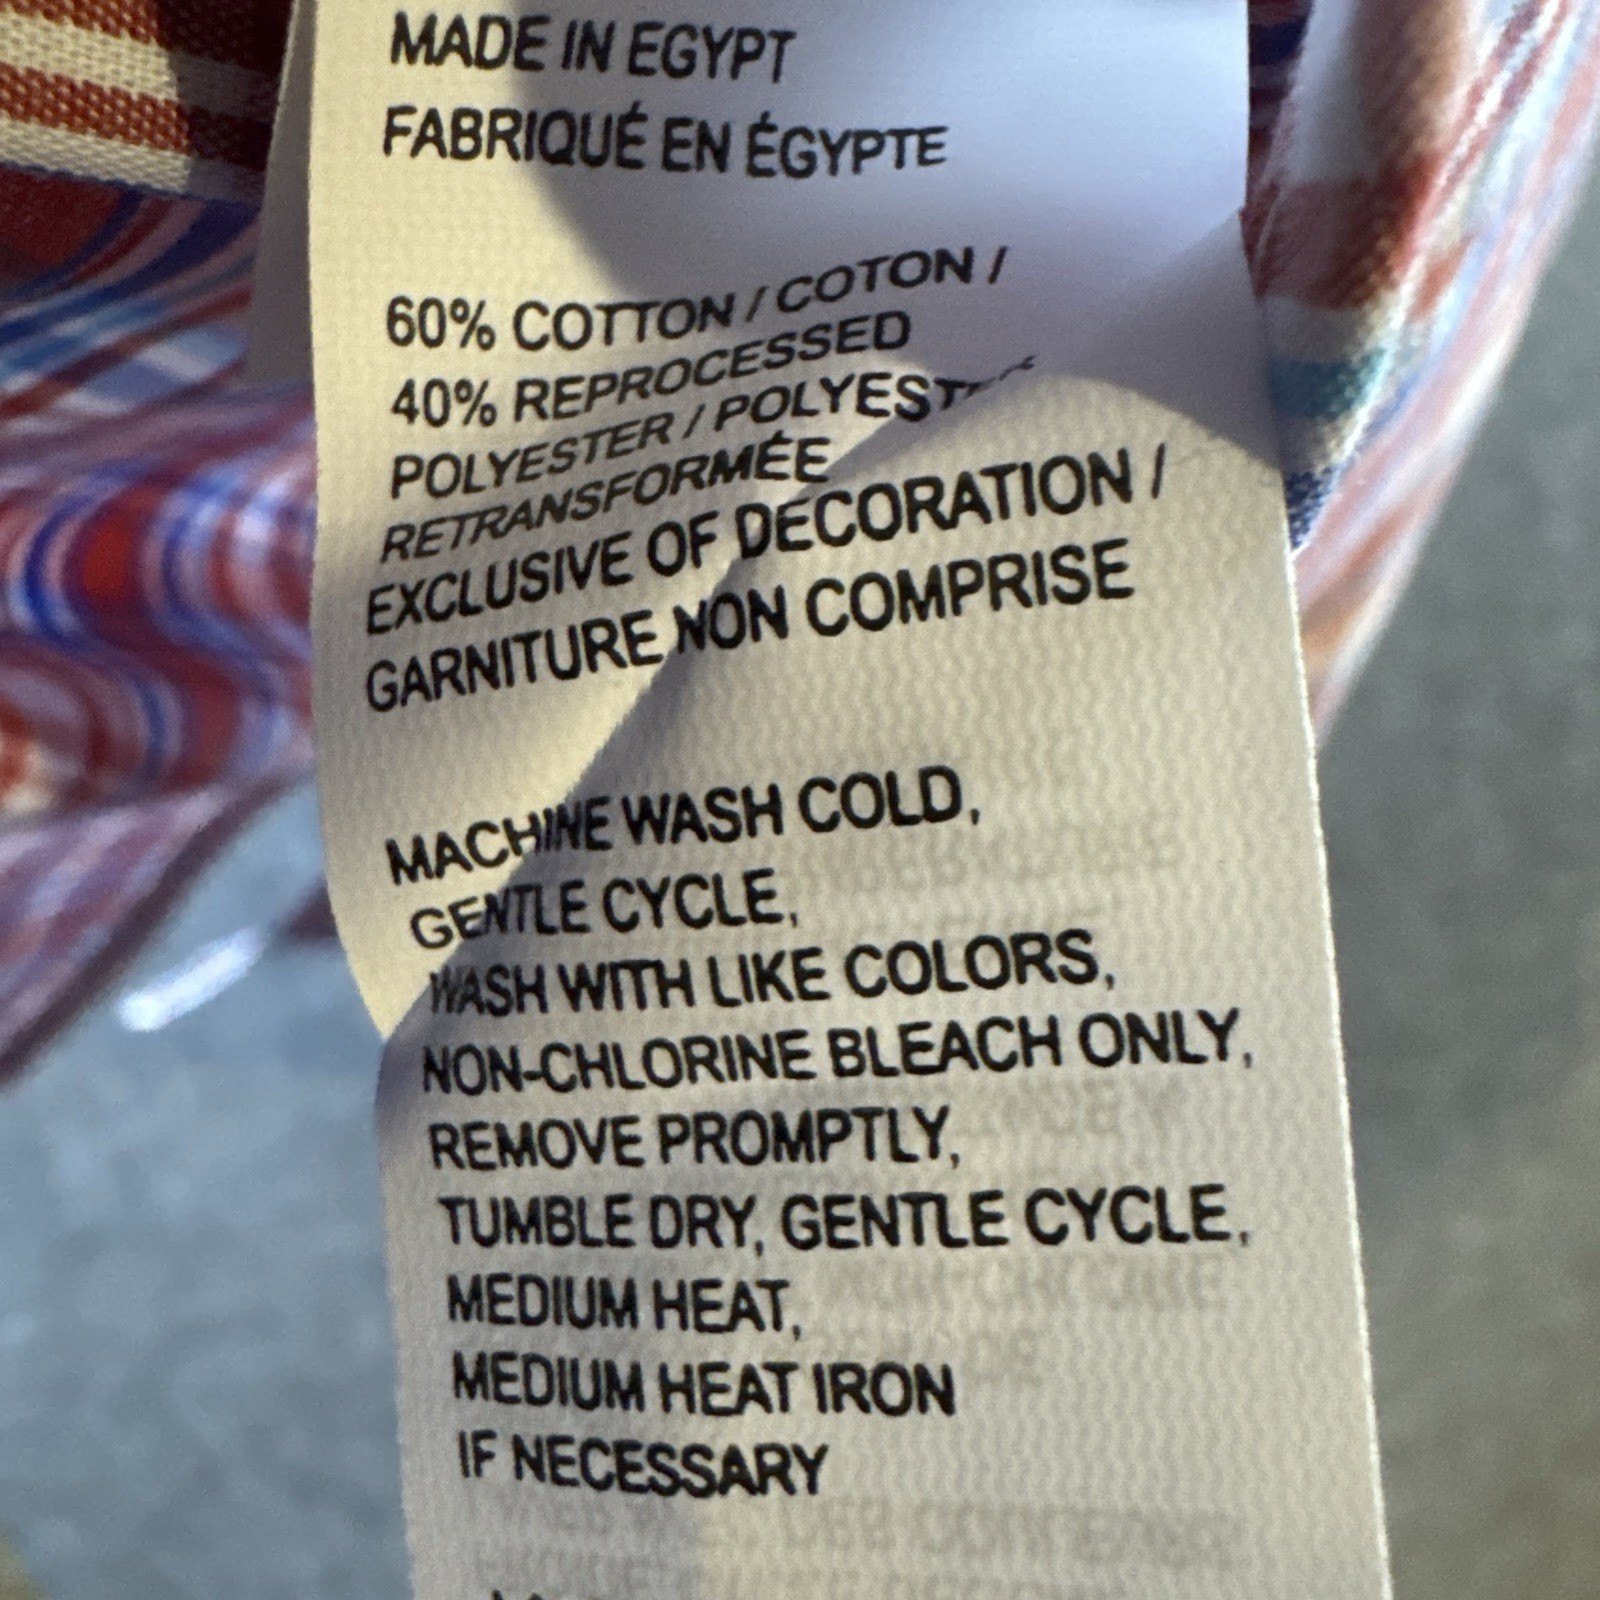 MADE IN EGYPT
FABRIQUÉ EN ÉGYPTE
60% COTTON / COTON /
40% REPROCESSED
POLYESTER / POLYESTER
RETRANSFORMÉE
EXCLUSIVE OF DECORATION /
GARNITURE NON COMPRISE
MACHINE WASH COLD,
GENTLE CYCLE,
WASH WITH LIKE COLORS,
NON-CHLORINE BLEACH ONLY,
REMOVE PROMPTLY,
TUMBLE DRY, GENTLE CYCLE,
MEDIUM HEAT,
MEDIUM HEAT IRON
IF NECESSARY